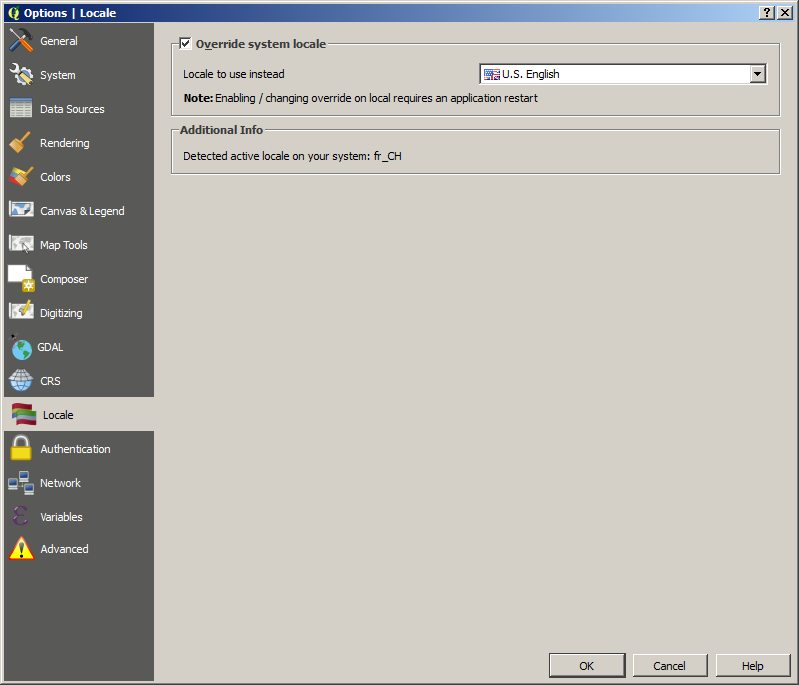 Options | Locale
General
System
Data Sources
Rendering
Colors
Canvas & Legend
Map Tools
Composer
Digitizing
GDAL
CRS
Locale
Authentication
Network
Variables
Advanced
Override system locale
Locale to use instead
U.S. English
Note: Enabling / changing override on local requires an application restart
Additional Info
Detected active locale on your system: fr_CH
OK
Cancel
Help